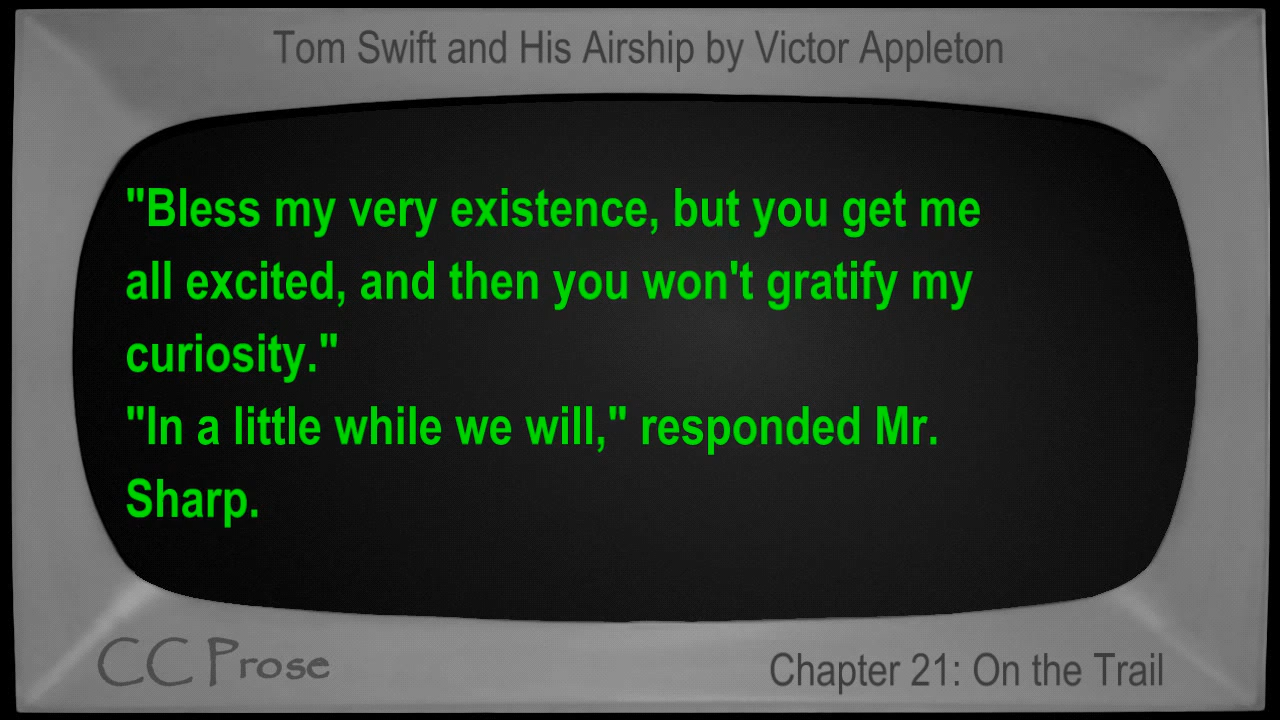 Tom Swift and His Airship by Victor Appleton
"Bless my very existence, but you get me
all excited, and then you won't gratify my
curiosity."
"In a little while we will," responded Mr.
Sharp.
CC Prose
Chapter 21: On the Trail